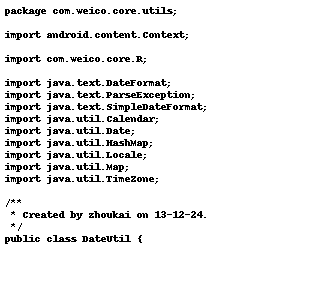 package com.weico.core.utils;
import android.content.Context;
import com.weico.core.R;
import java.text.DateFormat;
import java.text.ParseException;
import java.text.SimpleDateFormat;
import java.util.Calendar;
import java.util.Date;
import java.util.HashMap;
import java.util.Locale;
import java.util.Map;
import java.util.TimeZone;
/**
 * Created by zhoukai on 13-12-24.
 */
public class DateUtil {